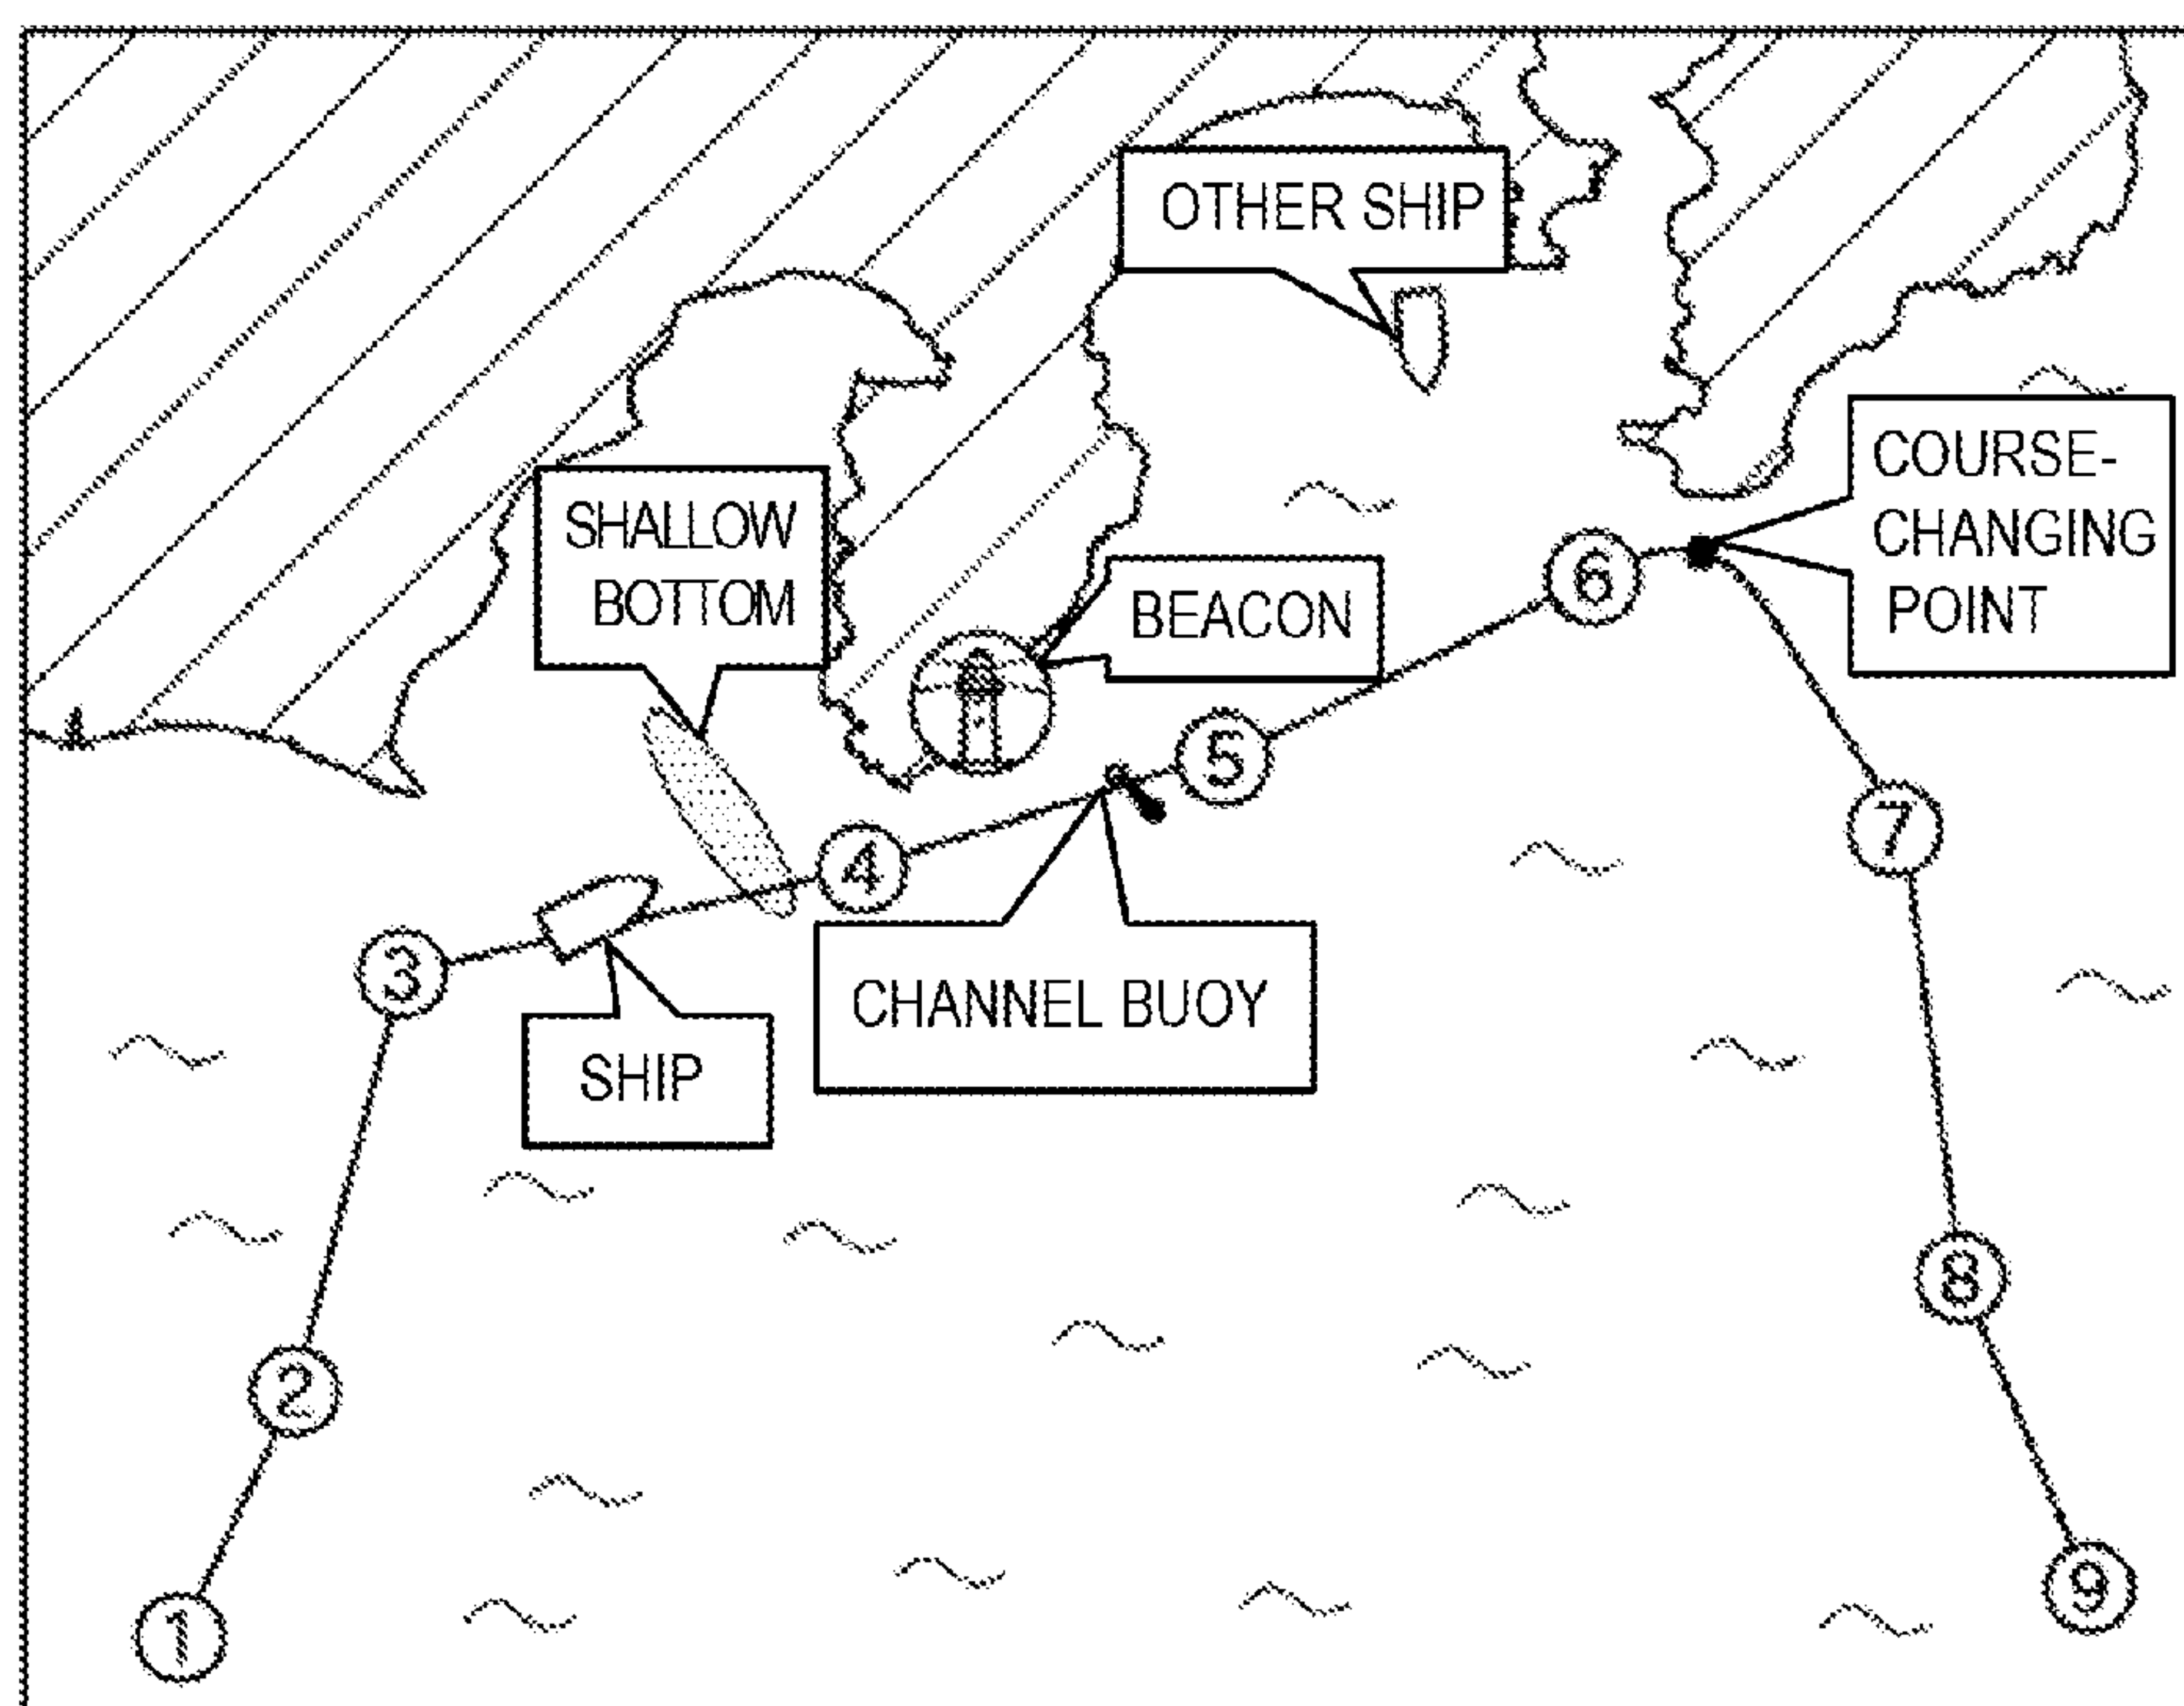 OTHER SHIP
COURSE-
CHANGING
POINT
SHALLOW
BOTTOM
BEACON
6
5
7
4
3
CHANNEL BUOY
SHIP
8
2
9
1